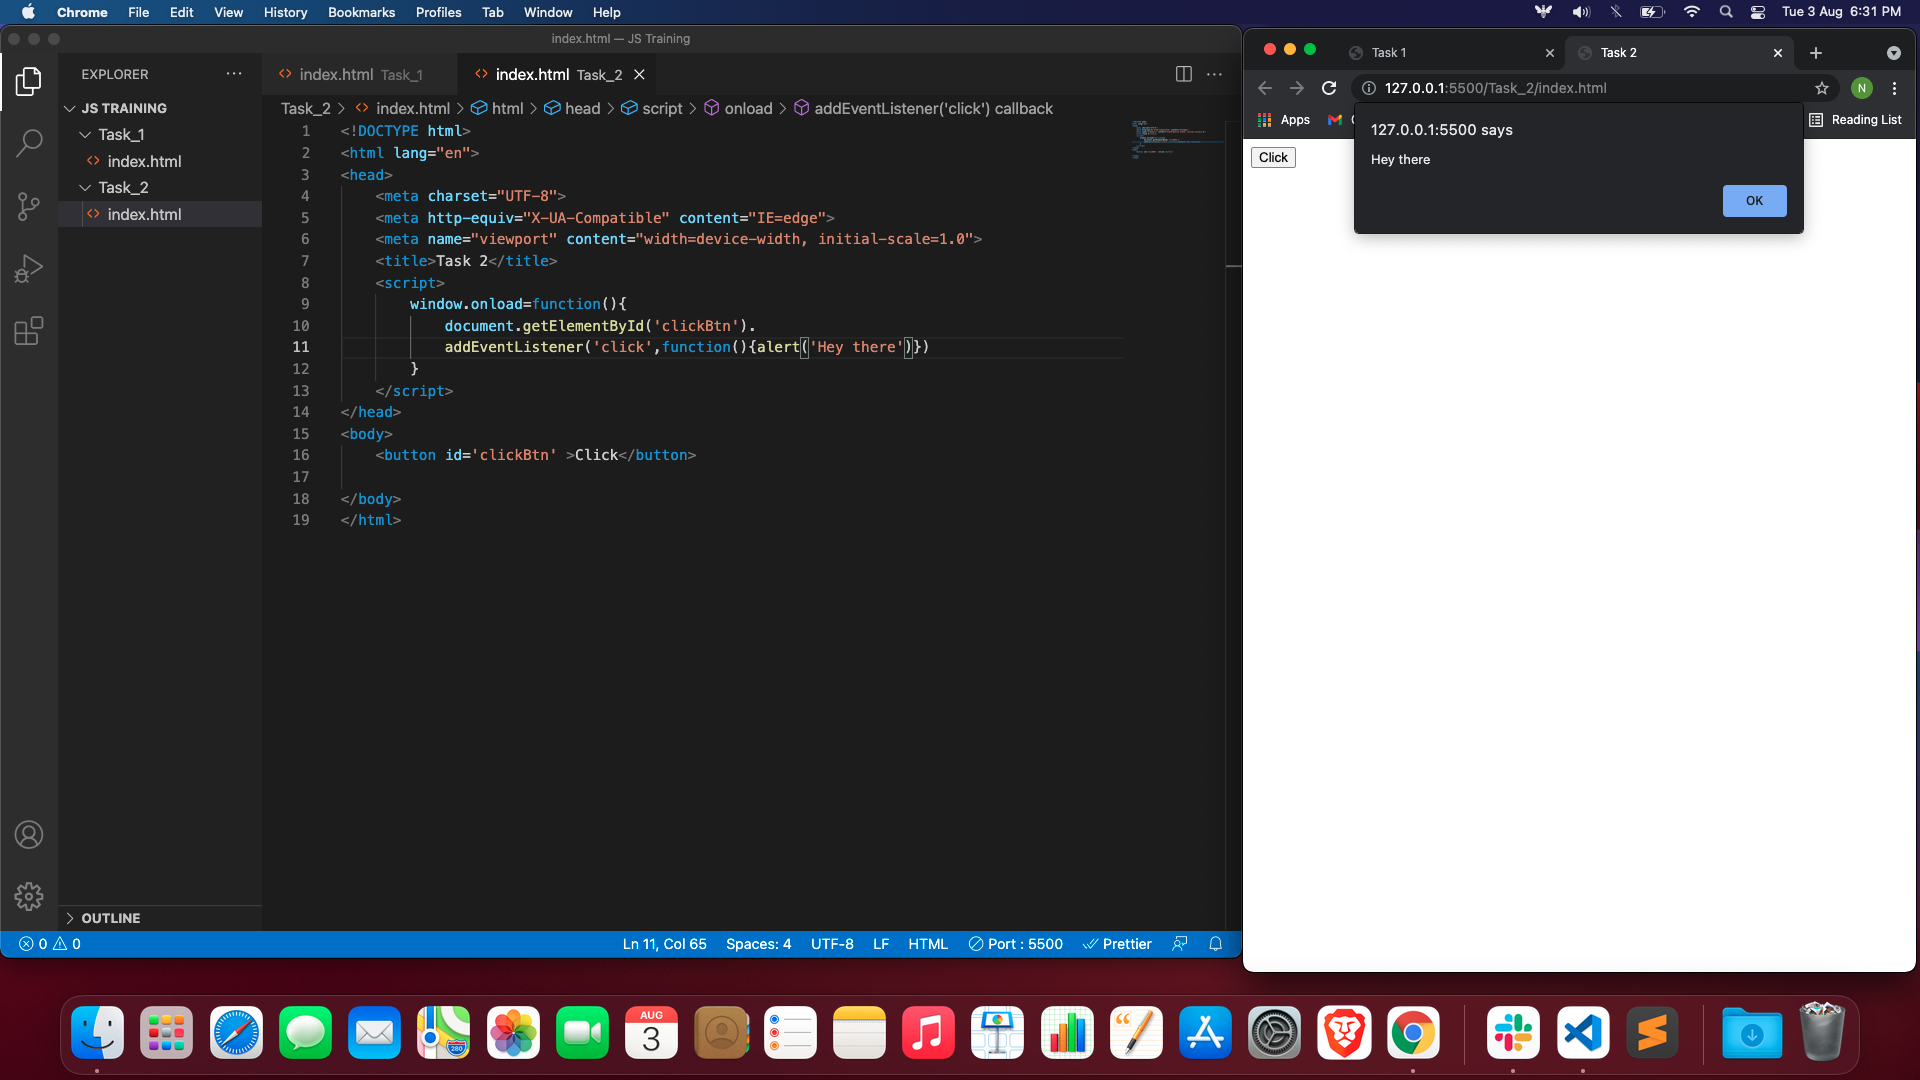 Chrome File Edit View History Bookmarks Profiles Tab Window Help Tue 3 Aug 6:31 PM
index.html — JS Training
EXPLORER
JS TRAINING
Task_1
index.html
Task_2
index.html
OUTLINE
index.html Task_1 index.html Task_2
Task_2 > index.html > html > head > script > onload > addEventListener('click') callback
1 <!DOCTYPE html>
2 <html lang="en">
3 <head>
4 <meta charset="UTF-8">
5 <meta http-equiv="X-UA-Compatible" content="IE=edge">
6 <meta name="viewport" content="width=device-width, initial-scale=1.0">
7 <title>Task 2</title>
8 <script>
9 window.onload=function(){
10 document.getElementById('clickBtn').
11 addEventListener('click',function(){alert('Hey there')})
12 }
13 </script>
14 </head>
15 <body>
16 <button id='clickBtn' >Click</button>
17
18 </body>
19 </html>
0 0 Ln 11, Col 65 Spaces: 4 UTF-8 LF HTML Port : 5500 Prettier
Task 1 Task 2
127.0.0.1:5500/Task_2/index.html N
Apps Reading List
127.0.0.1:5500 says
Hey there
OK
Click
AUG
3
280